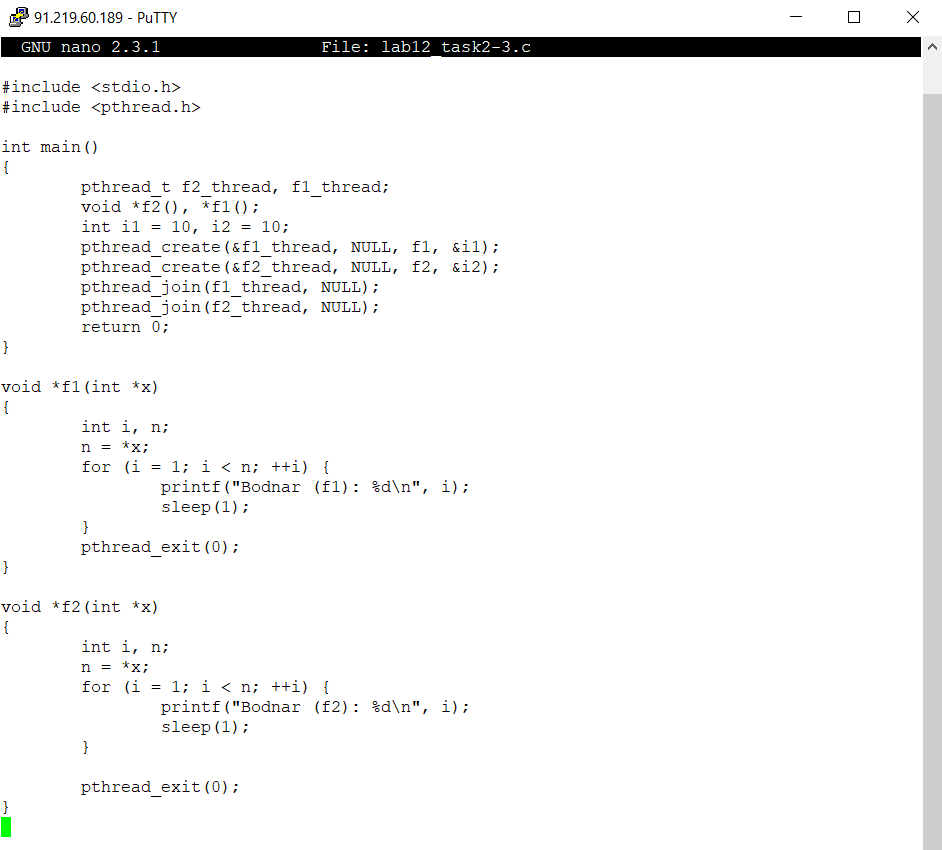 91.219.60.189 - PuTTY
GNU nano 2.3.1 File: lab12_task2-3.c
#include <stdio.h>
#include <pthread.h>
int main()
{
        pthread_t f2_thread, f1_thread;
        void *f2(), *f1();
        int i1 = 10, i2 = 10;
        pthread_create(&f1_thread, NULL, f1, &i1);
        pthread_create(&f2_thread, NULL, f2, &i2);
        pthread_join(f1_thread, NULL);
        pthread_join(f2_thread, NULL);
        return 0;
}
void *f1(int *x)
{
        int i, n;
        n = *x;
        for (i = 1; i < n; ++i) {
                printf("Bodnar (f1): %d\n", i);
                sleep(1);
        }
        pthread_exit(0);
}
void *f2(int *x)
{
        int i, n;
        n = *x;
        for (i = 1; i < n; ++i) {
                printf("Bodnar (f2): %d\n", i);
                sleep(1);
        }
        pthread_exit(0);
}